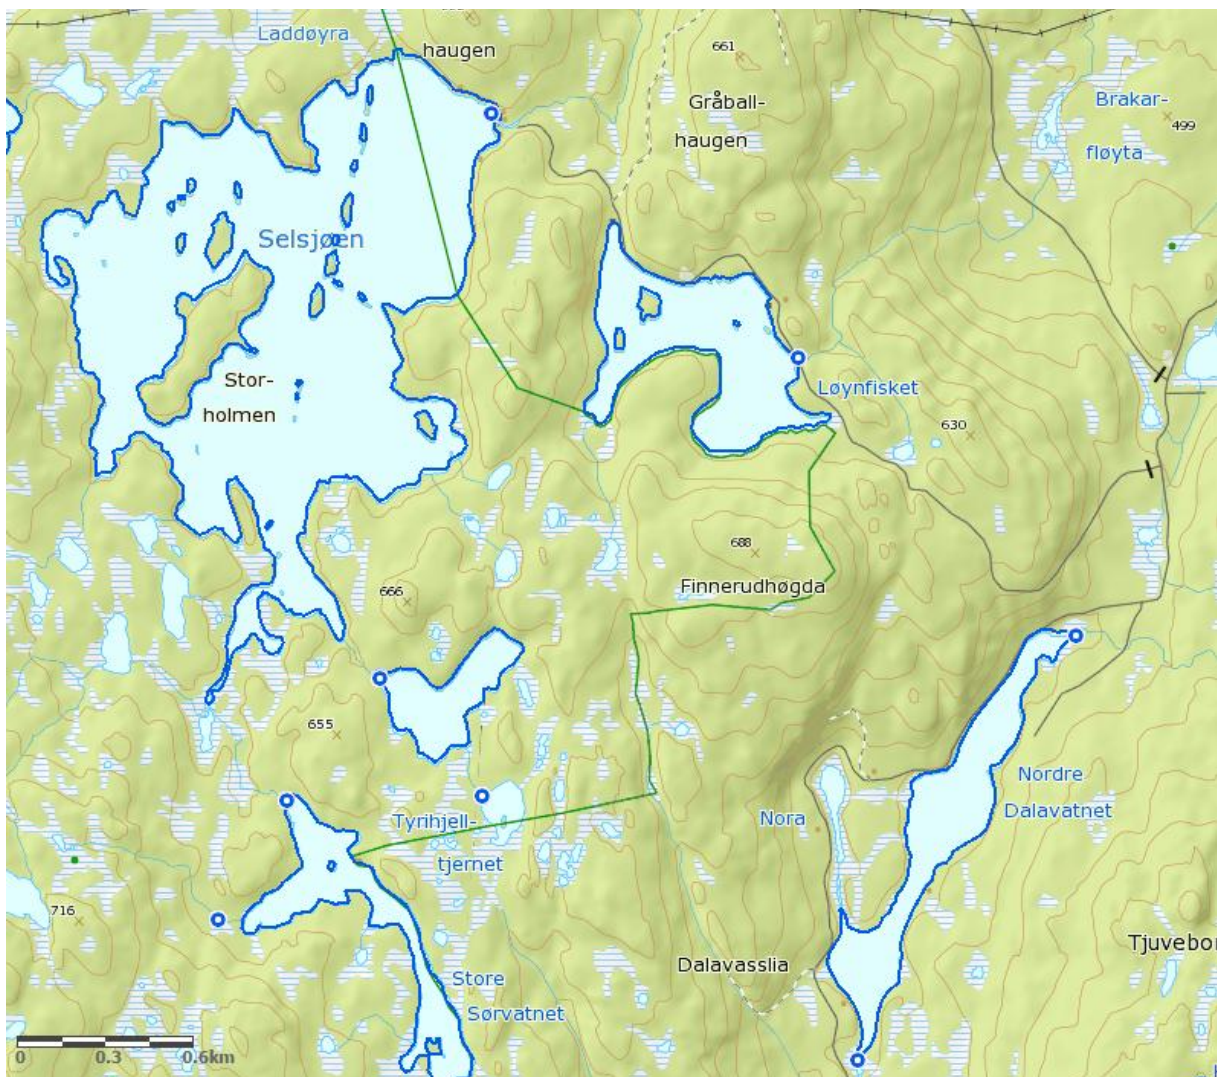 Laddøyra
haugen
661
Gråball-
haugen
Brakar-
499
fløyta
Selsjøen
Stor-
holmen
Løynfisket
630
688
Finnerudhøgda
666
655
Nordre
Dalavatnet
Nora
Tyrihjell-
tjernet
716
Tjuvebor
Dalavasslia
Store
Sørvatnet
0 0.3 0.6km